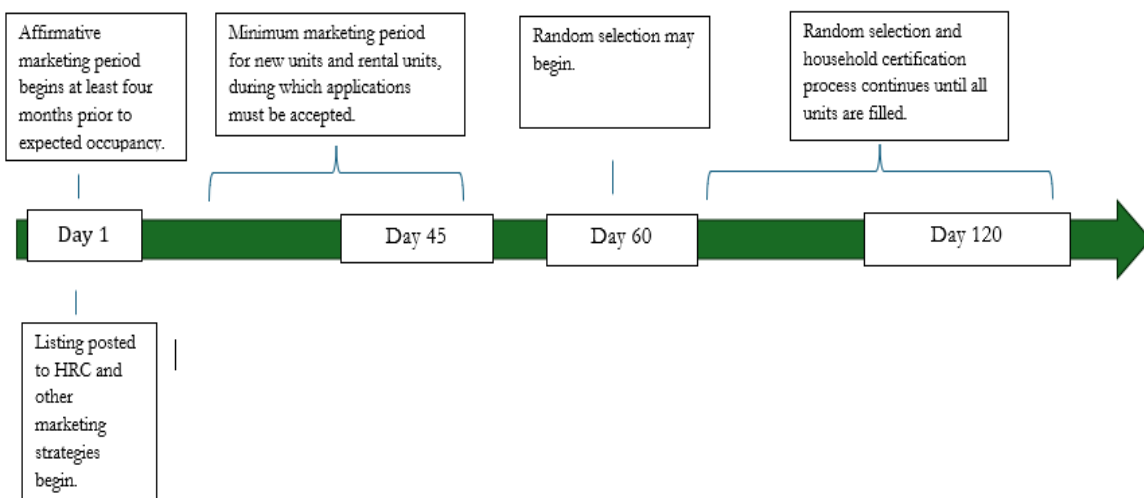 Affirmative
marketing period
begins at least four
months prior to
expected occupancy.
Minimum marketing period
for new units and rental units,
during which applications
must be accepted.
Random selection may
begin.
Random selection and
household certification
process continues until all
units are filled.
Day 1
Day 45
Day 60
Day 120
Listing posted
to HRC and
other
marketing
strategies
begin.